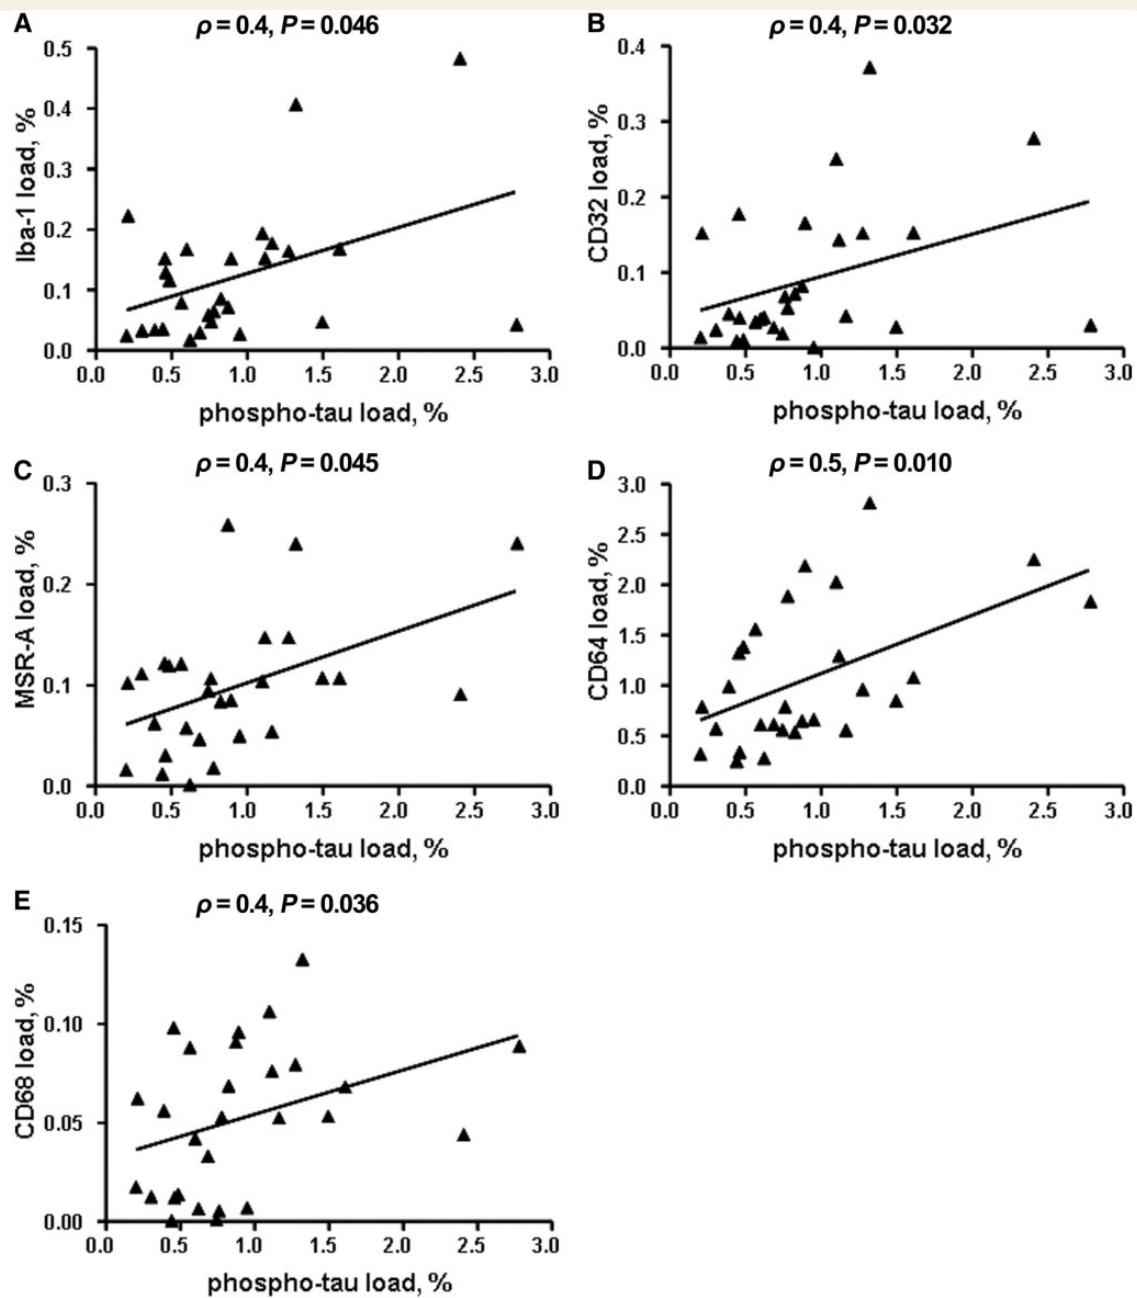 A
ρ = 0.4, P = 0.046
Iba-1 load, %
0.5
0.4
0.3
0.2
0.1
0.0
0.0 0.5 1.0 1.5 2.0 2.5 3.0
phospho-tau load, %
B
ρ = 0.4, P = 0.032
CD32 load, %
0.4
0.3
0.2
0.1
0.0
0.0 0.5 1.0 1.5 2.0 2.5 3.0
phospho-tau load, %
C
ρ = 0.4, P = 0.045
MSR-A load, %
0.3
0.2
0.1
0.0
0.0 0.5 1.0 1.5 2.0 2.5 3.0
phospho-tau load, %
D
ρ = 0.5, P = 0.010
CD64 load, %
3.0
2.5
2.0
1.5
1.0
0.5
0.0
0.0 0.5 1.0 1.5 2.0 2.5 3.0
phospho-tau load, %
E
ρ = 0.4, P = 0.036
CD68 load, %
0.15
0.10
0.05
0.00
0.0 0.5 1.0 1.5 2.0 2.5 3.0
phospho-tau load, %